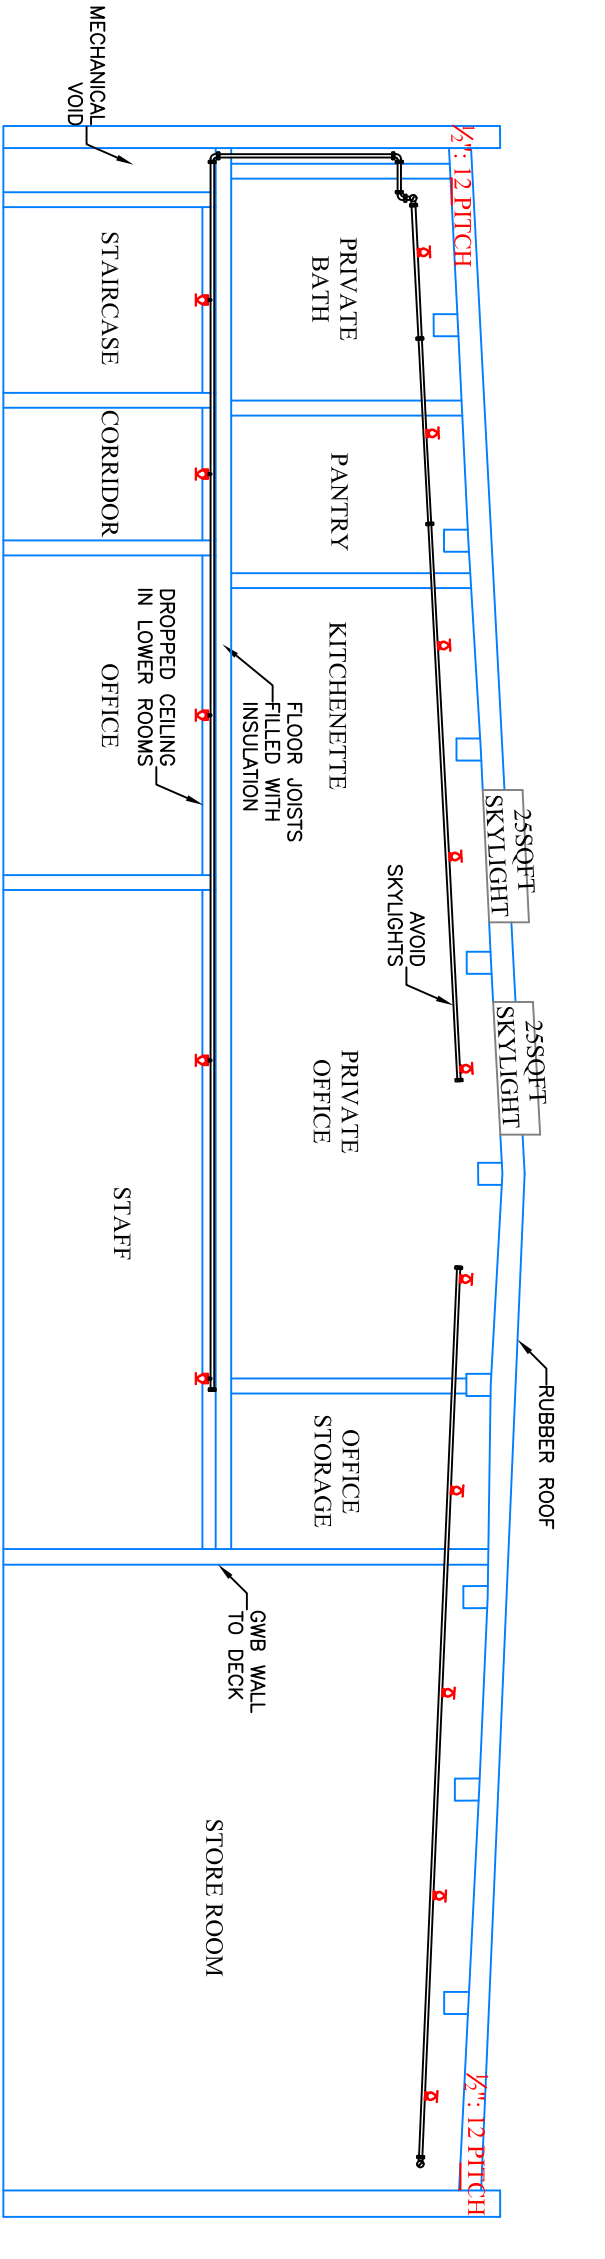 MECHANICAL
VOID
½": 12 PITCH
STAIRCASE
PRIVATE
BATH
CORRIDOR
PANTRY
DROPPED CEILING
IN LOWER ROOMS
OFFICE
KITCHENETTE
FLOOR JOISTS
FILLED WITH
INSULATION
25SQFT
SKYLIGHT
AVOID
SKYLIGHTS
25SQFT
SKYLIGHT
PRIVATE
OFFICE
STAFF
RUBBER ROOF
OFFICE
STORAGE
GWB WALL
TO DECK
STORE ROOM
½": 12 PITCH